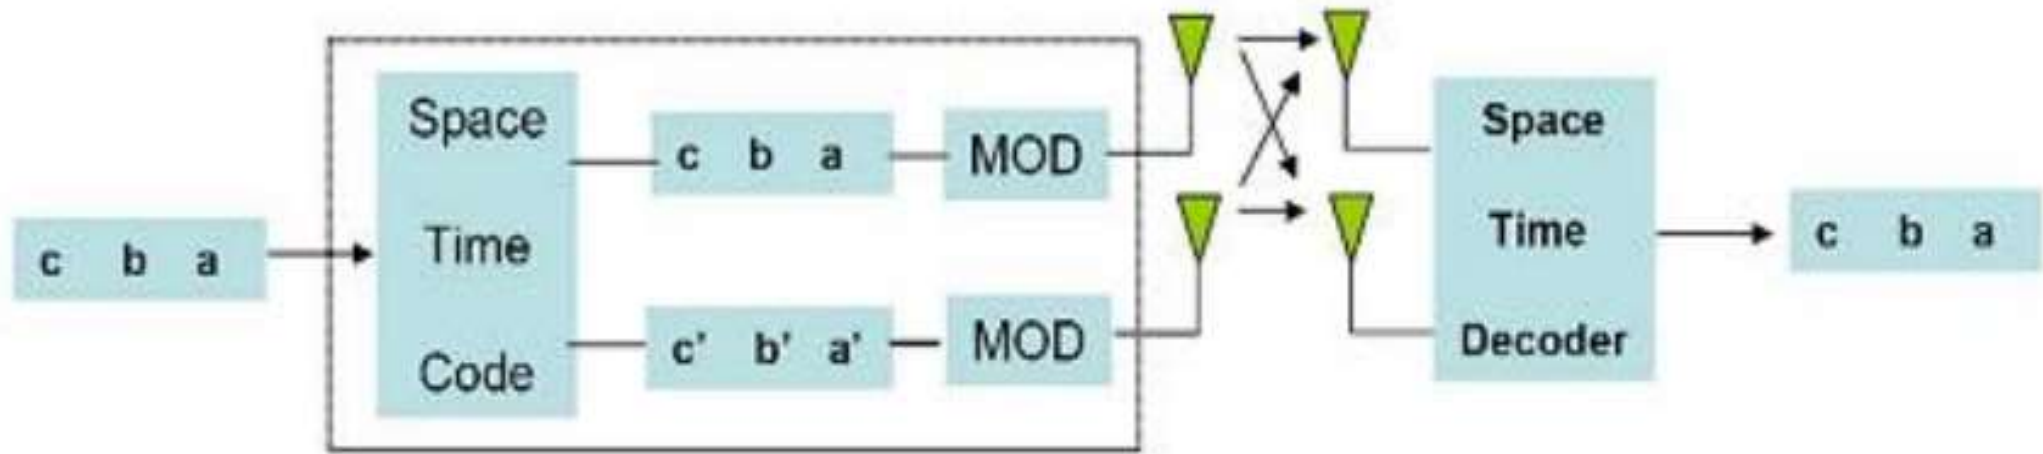 c b a
Space
Time
Code
c b a
MOD
c' b' a'
MOD
Space
Time
Decoder
c b a